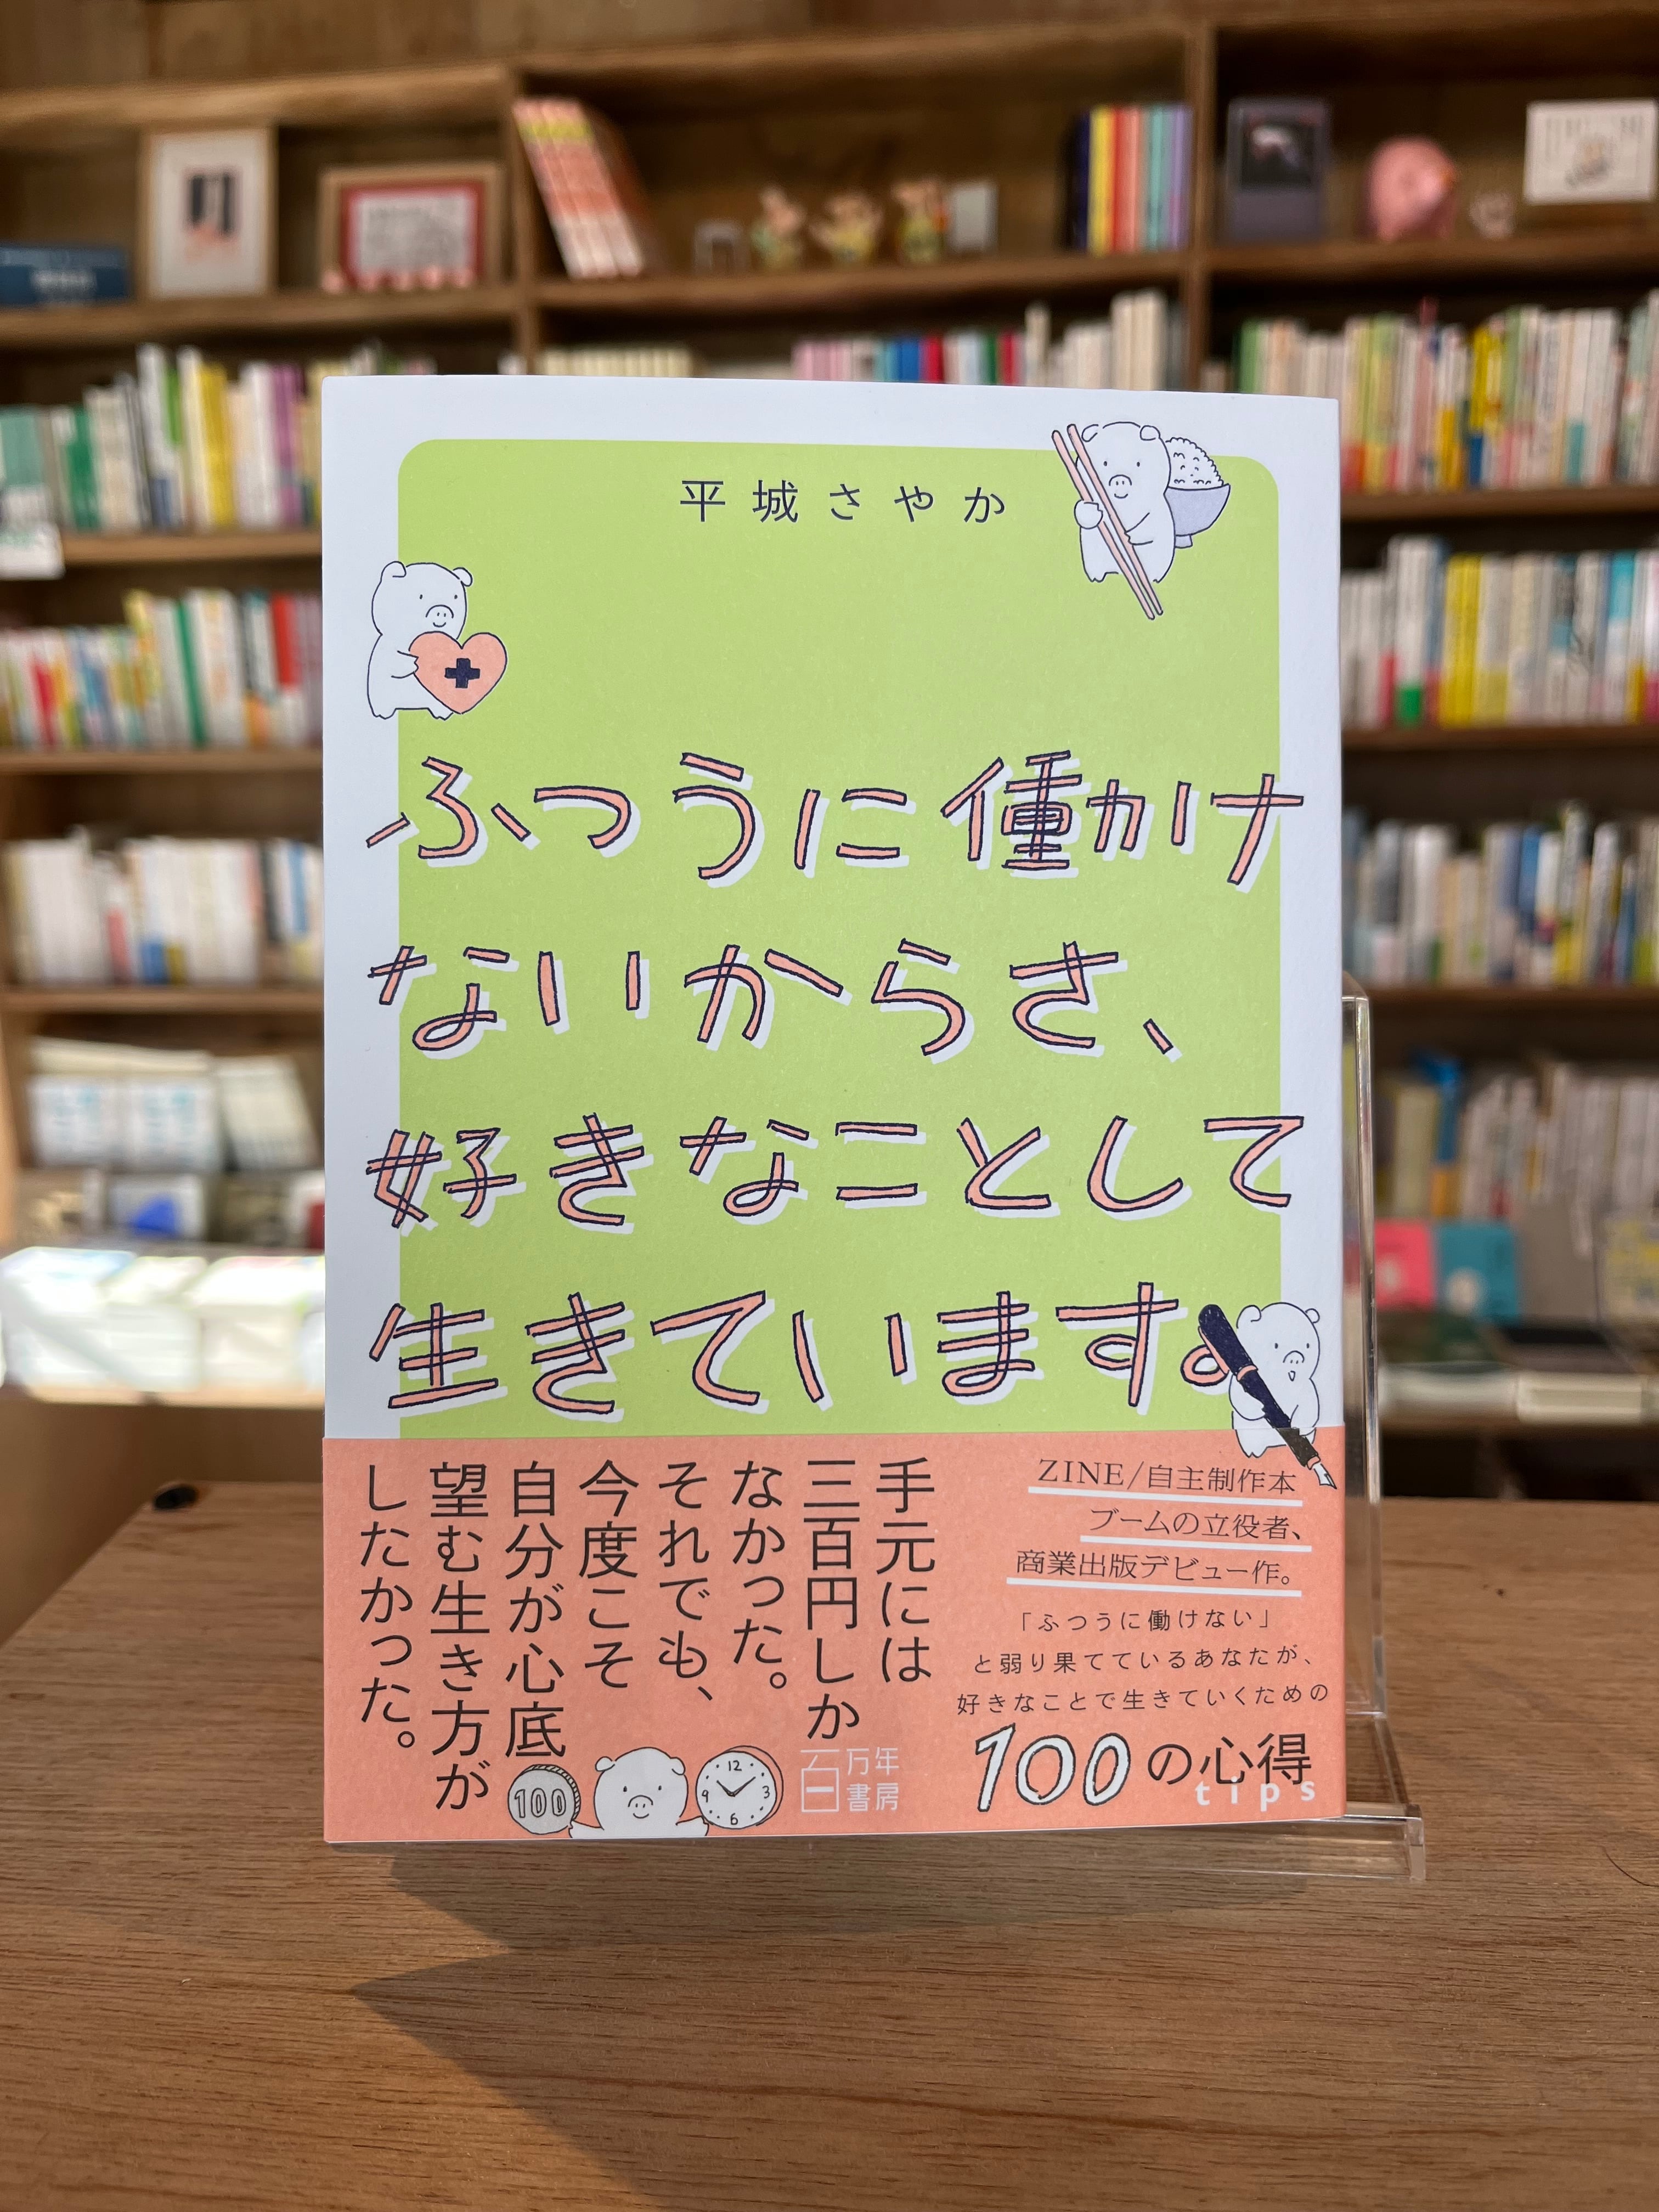 平城さやか
ふつうに働け
ないからさ、
好きなことして
生きています。
ZINE/自主制作本
ブームの立役者、
商業出版デビュー作。
「ふつうに働けない」
と弱り果てているあなたが、
好きなことで生きていくための
100の心得
tips
手元には
三百円しか
なかった。
それでも、
今度こそ
自分が心底
望む生き方が
したかった。
100
12
3
6
9
百万年
書房